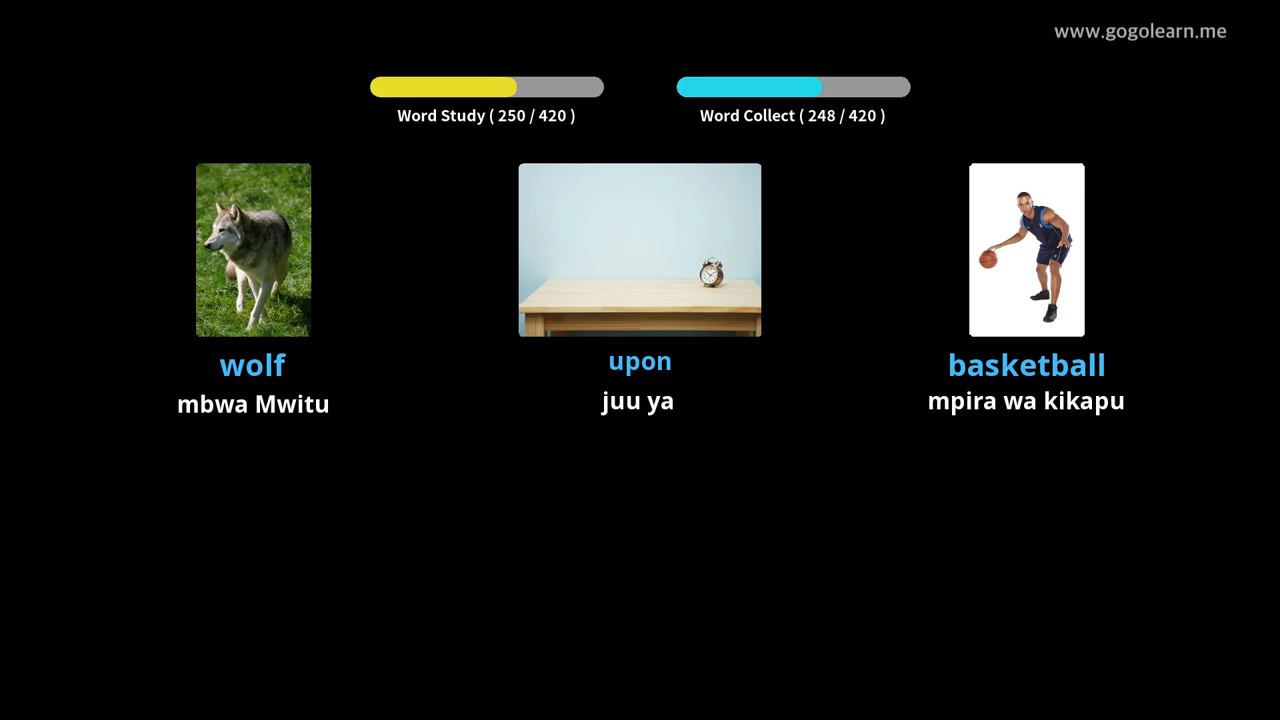 www.gogolearn.me
Word Study ( 250 / 420 )
Word Collect ( 248 / 420 )
wolf
mbwa Mwitu
upon
juu ya
basketball
mpira wa kikapu